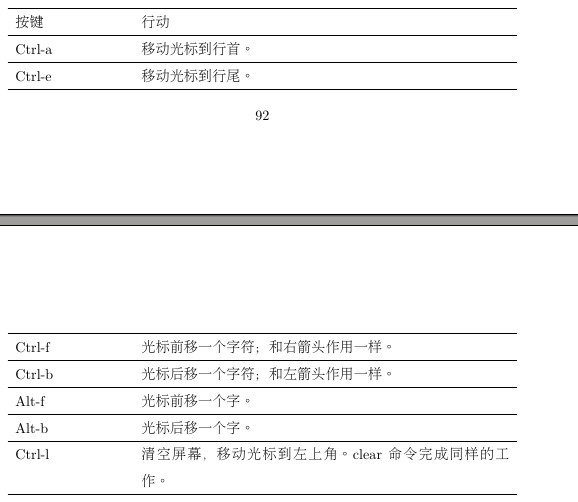 按键 行动
Ctrl-a 移动光标到行首。
Ctrl-e 移动光标到行尾。
92
Ctrl-f 光标前移一个字符；和右箭头作用一样。
Ctrl-b 光标后移一个字符；和左箭头作用一样。
Alt-f 光标前移一个字。
Alt-b 光标后移一个字。
Ctrl-l 清空屏幕，移动光标到左上角。clear 命令完成同样的工
作。